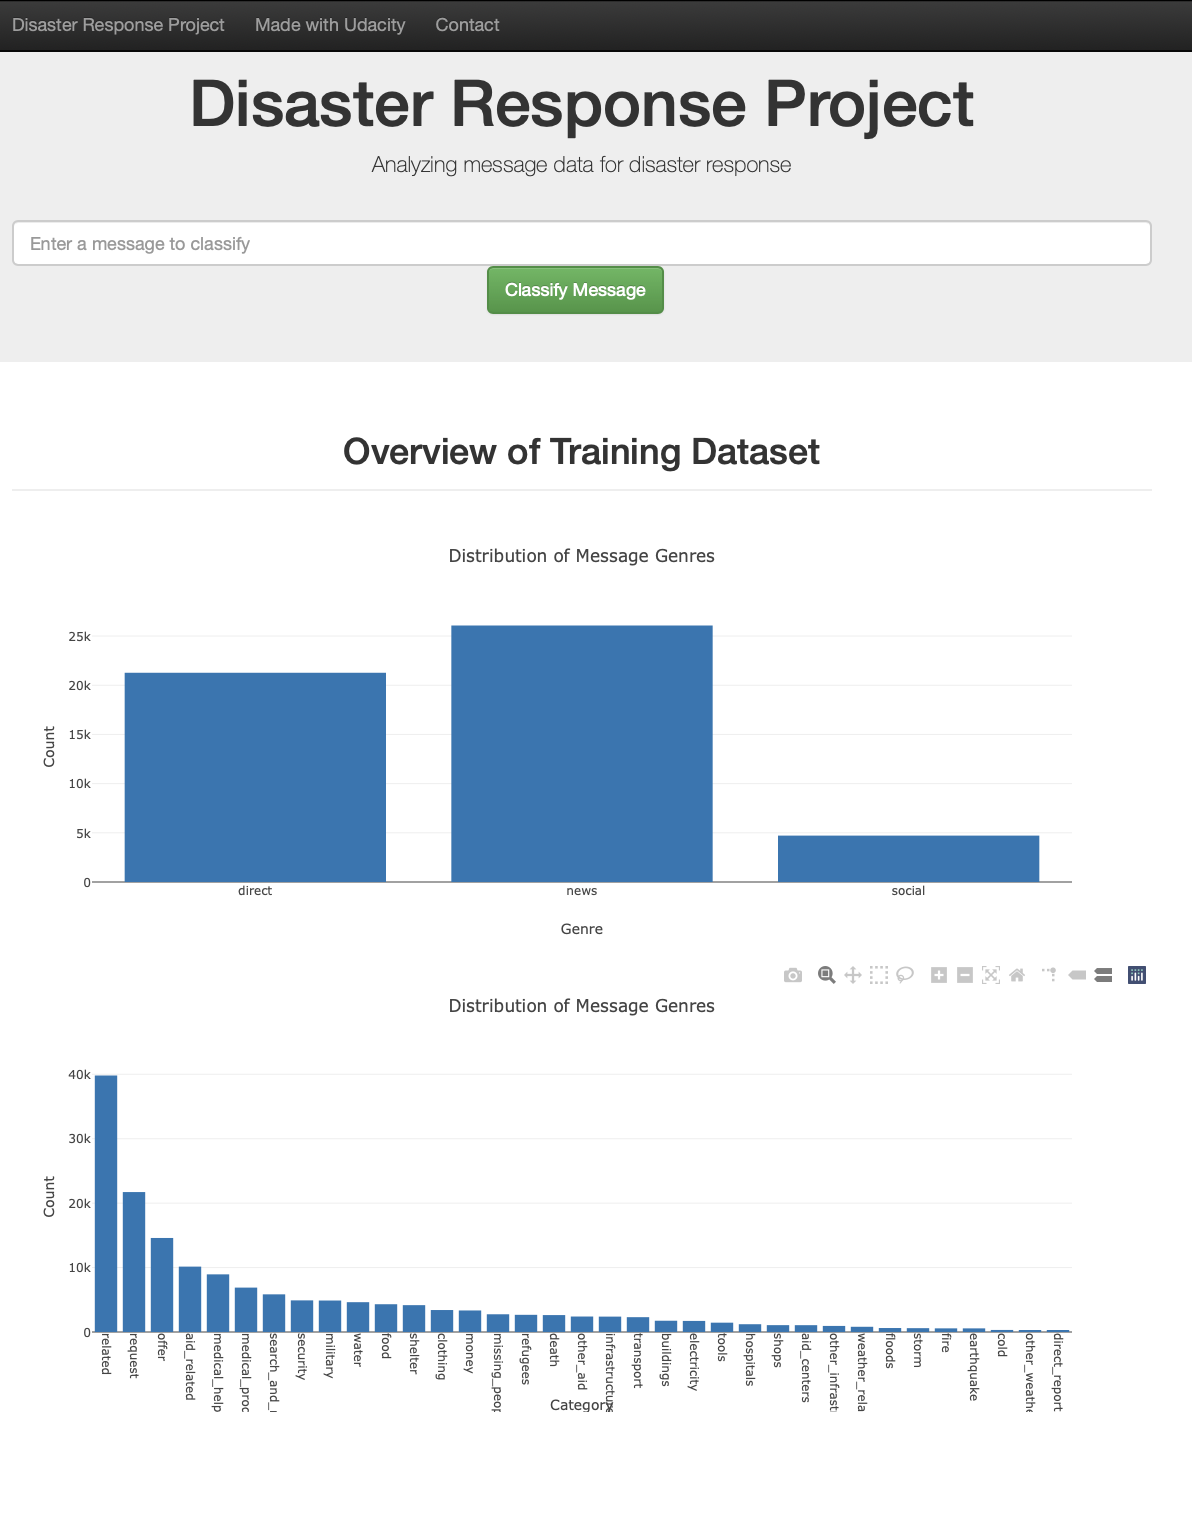 Disaster Response Project Made with Udacity Contact
Disaster Response Project
Analyzing message data for disaster response
Enter a message to classify
Classify Message
Overview of Training Dataset
Distribution of Message Genres
25k
20k
15k
10k
5k
0
Count
direct news social
Genre
Distribution of Message Genres
40k
30k
20k
10k
0
Count
related
request
offer
aid_related
medical_help
medical_proc
search_and_
security
military
water
food
shelter
clothing
money
missing_peop
refugees
death
other_aid
infrastructure
transport
buildings
electricity
tools
hospitals
shops
aid_centers
other_infrast
weather_rela
floods
storm
fire
earthquake
cold
other_weathe
direct_report
Category